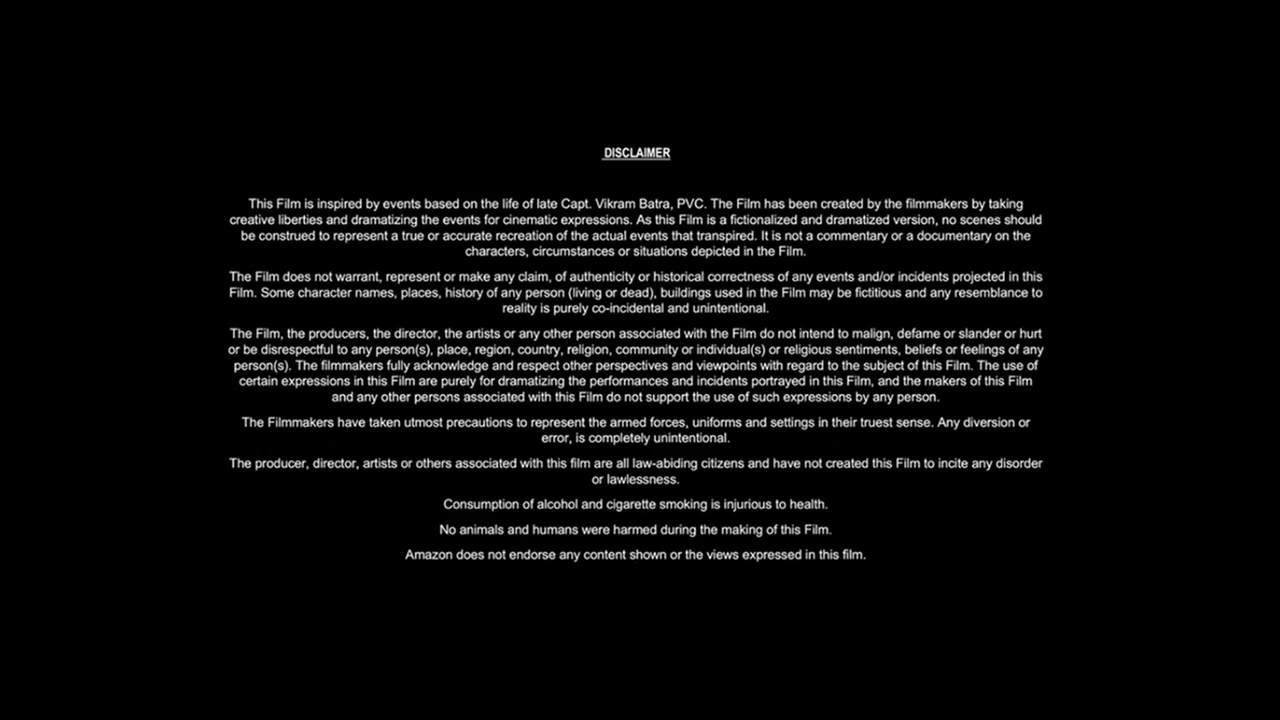 DISCLAIMER
This Film is inspired by events based on the life of late Capt. Vikram Batra, PVC. The Film has been created by the filmmakers by taking
creative liberties and dramatizing the events for cinematic expressions. As this Film is a fictionalized and dramatized version, no scenes should
be construed to represent a true or accurate recreation of the actual events that transpired. It is not a commentary or a documentary on the
characters, circumstances or situations depicted in the Film.
The Film does not warrant, represent or make any claim, of authenticity or historical correctness of any events and/or incidents projected in this
Film. Some character names, places, history of any person (living or dead), buildings used in the Film may be fictitious and any resemblance to
reality is purely co-incidental and unintentional.
The Film, the producers, the director, the artists or any other person associated with the Film do not intend to malign, defame or slander or hurt
or be disrespectful to any person(s), place, region, country, religion, community or individual(s) or religious sentiments, beliefs or feelings of any
person(s). The filmmakers fully acknowledge and respect other perspectives and viewpoints with regard to the subject of this Film. The use of
certain expressions in this Film are purely for dramatizing the performances and incidents portrayed in this Film, and the makers of this Film
and any other persons associated with this Film do not support the use of such expressions by any person.
The Filmmakers have taken utmost precautions to represent the armed forces, uniforms and settings in their truest sense. Any diversion or
error, is completely unintentional.
The producer, director, artists or others associated with this film are all law-abiding citizens and have not created this Film to incite any disorder
or lawlessness.
Consumption of alcohol and cigarette smoking is injurious to health.
No animals and humans were harmed during the making of this Film.
Amazon does not endorse any content shown or the views expressed in this film.